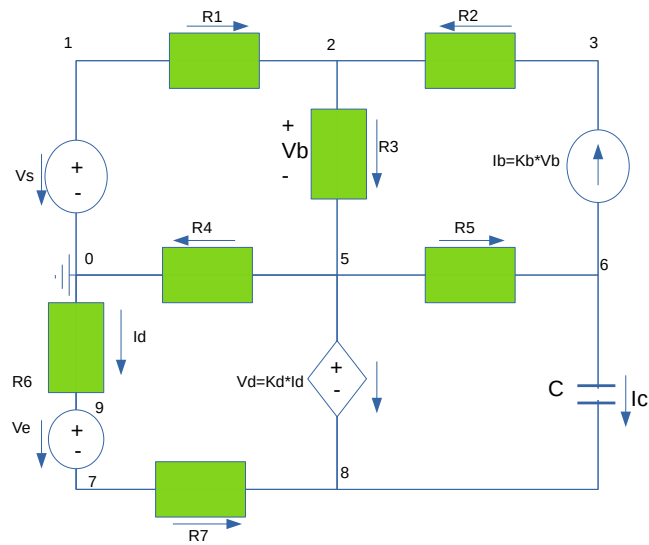 R1
R2
1
2
3
+
Vb
-
R3
Ib=Kb*Vb
Vs
+
-
R4
R5
0
5
6
Id
R6
Vd=Kd*Id
+
-
C
Ic
9
Ve
+
-
7
8
R7